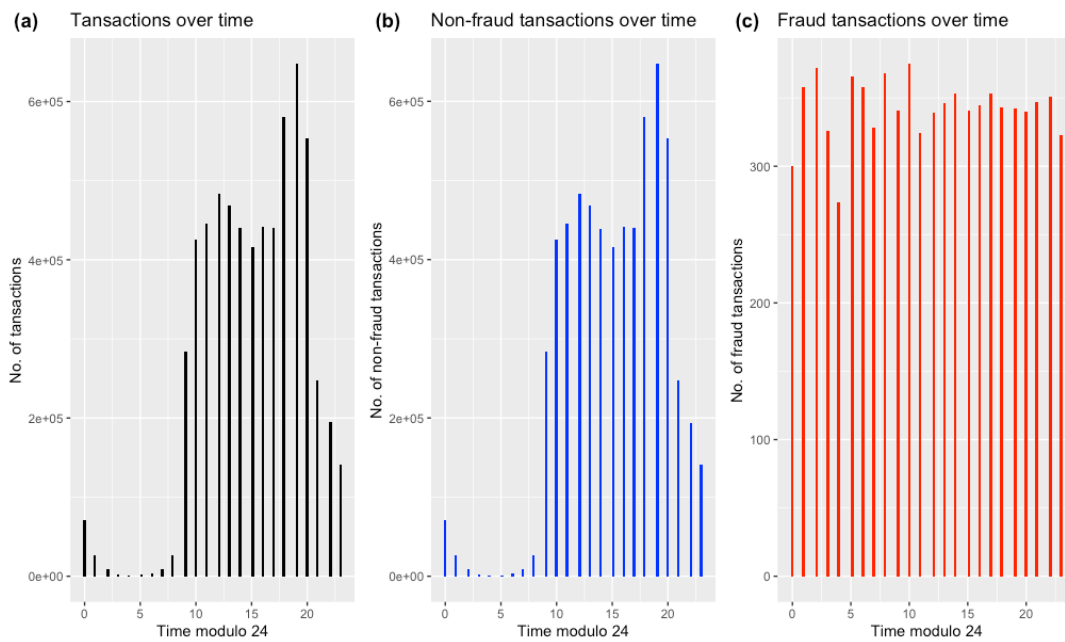 (a) Tansactions over time
No. of tansactions
6e+05
4e+05
2e+05
0e+00
0 5 10 15 20
Time modulo 24
(b) Non-fraud tansactions over time
No. of non-fraud tansactions
6e+05
4e+05
2e+05
0e+00
0 5 10 15 20
Time modulo 24
(c) Fraud tansactions over time
No. of fraud tansactions
300
200
100
0
0 5 10 15 20
Time modulo 24